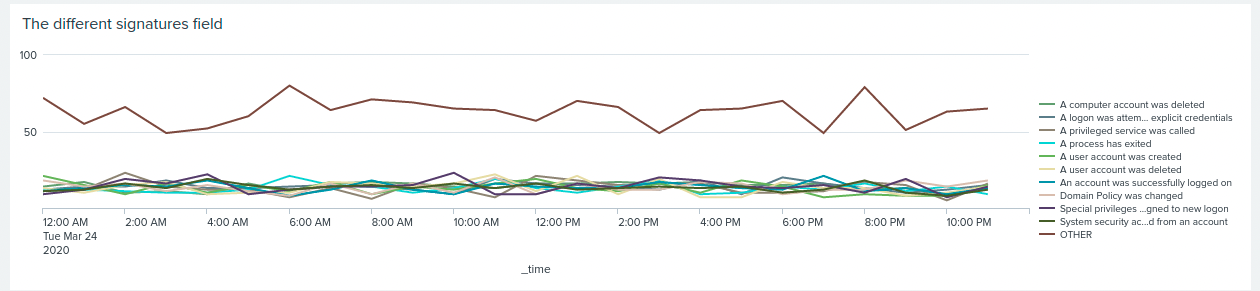 The different signatures field
100
50
12:00 AM
Tue Mar 24
2020
2:00 AM
4:00 AM
6:00 AM
8:00 AM
10:00 AM
12:00 PM
2:00 PM
4:00 PM
6:00 PM
8:00 PM
10:00 PM
_time
A computer account was deleted
A logon was attem... explicit credentials
A privileged service was called
A process has exited
A user account was created
A user account was deleted
An account was successfully logged on
Domain Policy was changed
Special privileges ...gned to new logon
System security ac...d from an account
OTHER